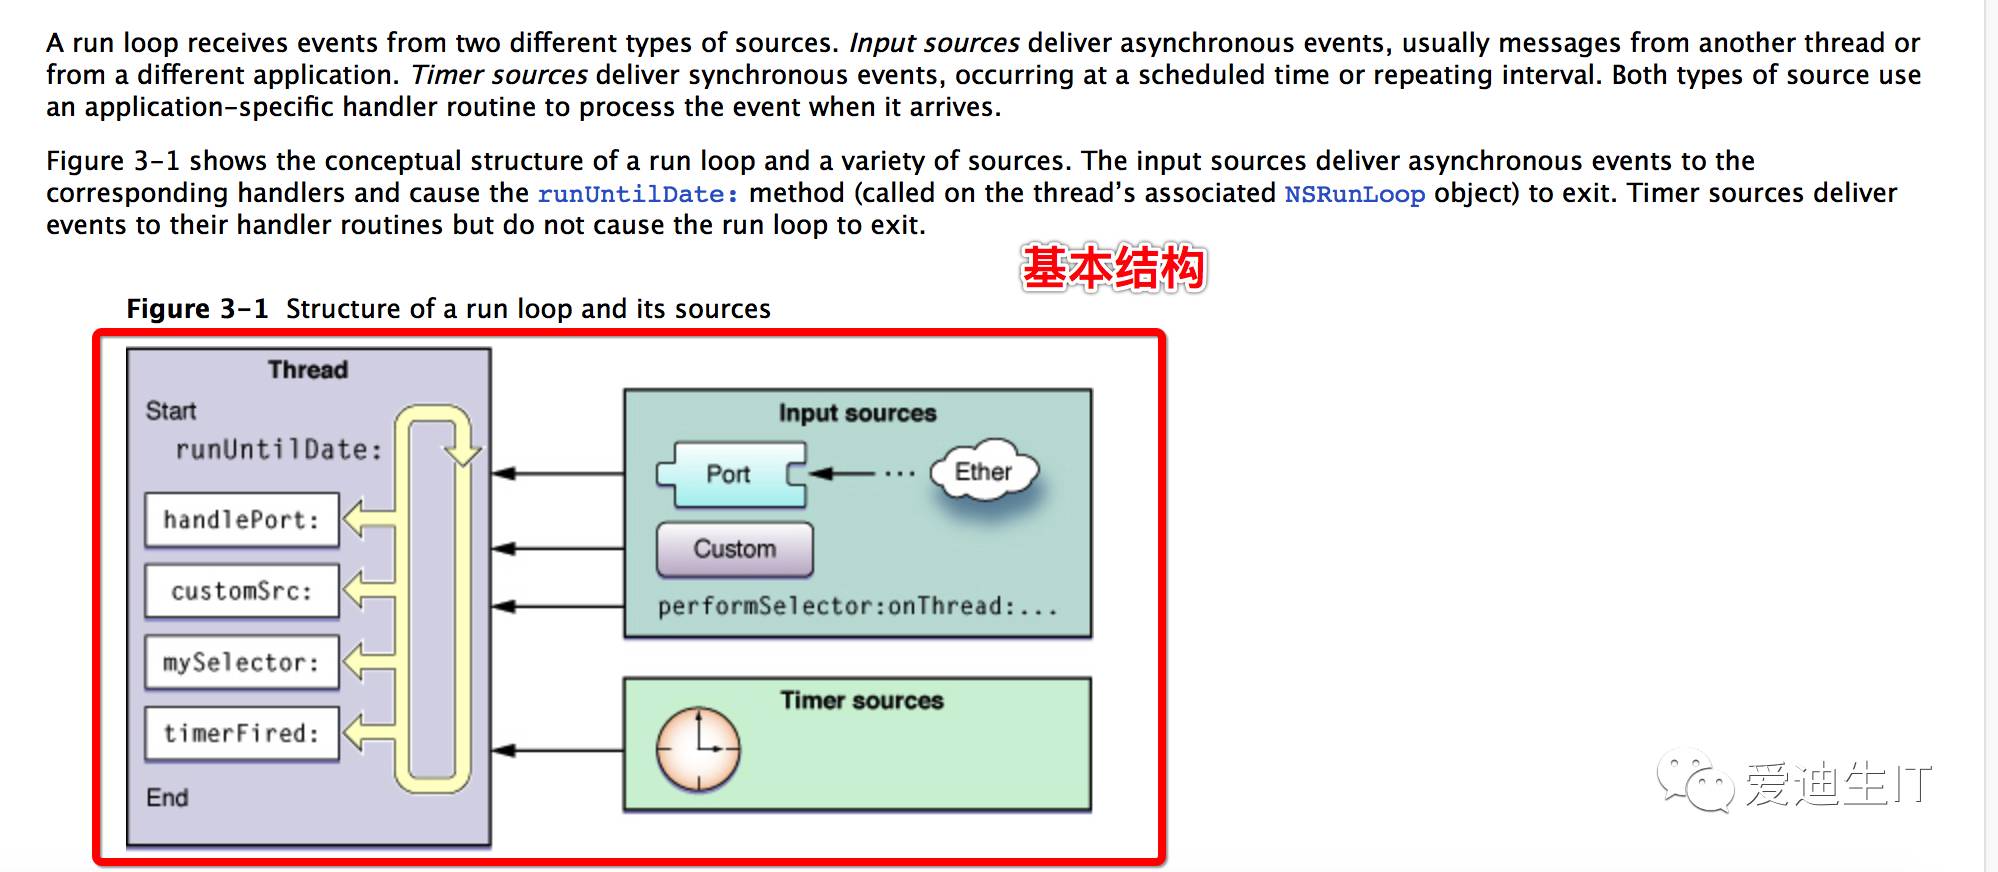 A run loop receives events from two different types of sources. Input sources deliver asynchronous events, usually messages from another thread or
from a different application. Timer sources deliver synchronous events, occurring at a scheduled time or repeating interval. Both types of source use
an application-specific handler routine to process the event when it arrives.
Figure 3-1 shows the conceptual structure of a run loop and a variety of sources. The input sources deliver asynchronous events to the
corresponding handlers and cause the runUntilDate: method (called on the thread’s associated NSRunLoop object) to exit. Timer sources deliver
events to their handler routines but do not cause the run loop to exit.
基本结构
Figure 3-1 Structure of a run loop and its sources
Thread
Start
runUntilDate:
handlePort:
customSrc:
mySelector:
timerFired:
End
Input sources
Port
...
Ether
Custom
performSelector:onThread:...
Timer sources
爱迪生IT